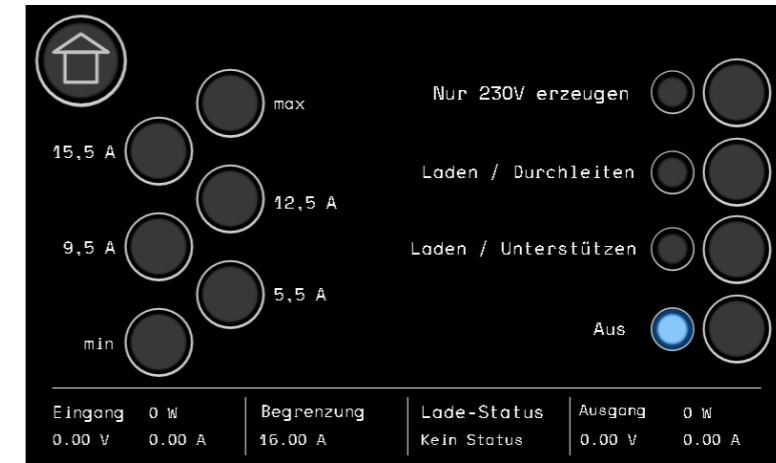 max
15,5 A
12,5 A
9,5 A
5,5 A
min
Nur 230V erzeugen
Laden / Durchleiten
Laden / Unterstützen
Aus
Eingang 0 W
0.00 V 0.00 A
Begrenzung
16.00 A
Lade-Status
Kein Status
Ausgang 0 W
0.00 V 0.00 A